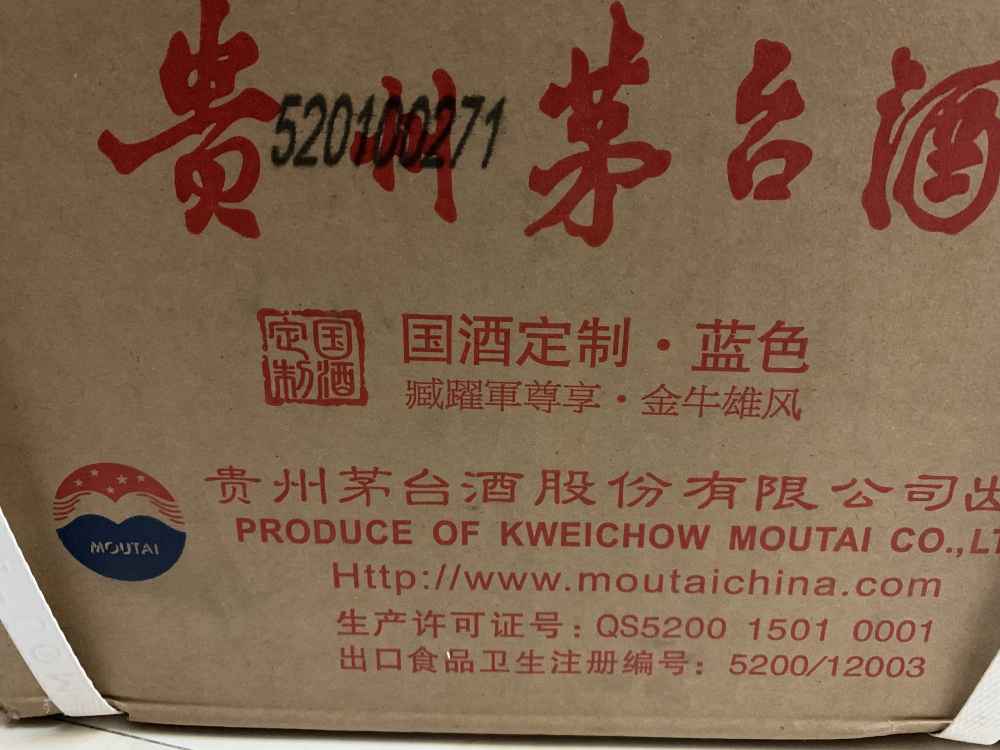 贵州茅台酒
520100271
国酒定制
国酒定制·蓝色
臧躍軍尊享·金牛雄风
MOUTAI
贵州茅台酒股份有限公司出
PRODUCE OF KWEICHOW MOUTAI CO.,LT
Http://www.moutaichina.com
生产许可证号：QS5200 1501 0001
出口食品卫生注册编号：5200/12003